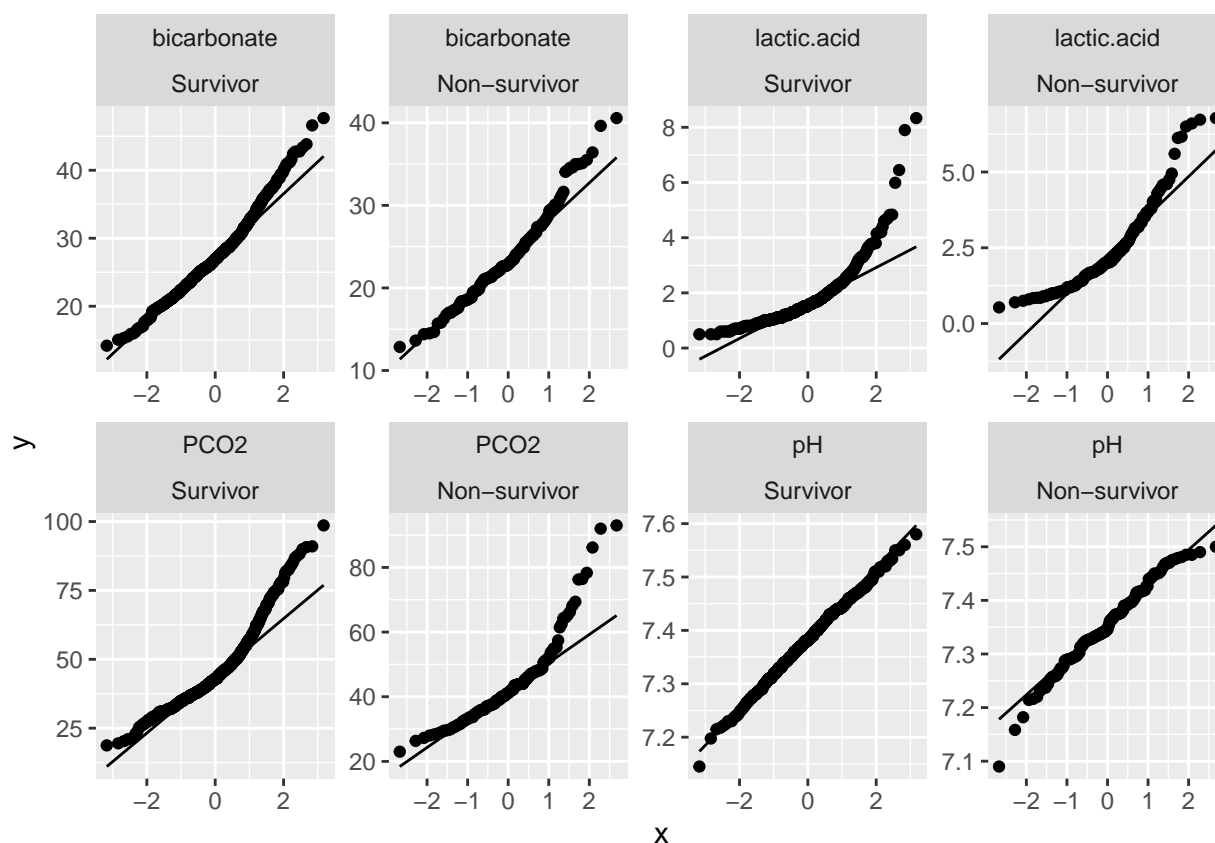 bicarbonate bicarbonate lactic.acid lactic.acid
Survivor Non−survivor Survivor Non−survivor
40
30
20
−2 0 2
40
30
20
10
−2 −1 0 1 2
8
6
4
2
0
−2 0 2
5.0
2.5
0.0
−2 −1 0 1 2
y
PCO2 PCO2 pH pH
Survivor Non−survivor Survivor Non−survivor
100
75
50
25
−2 0 2
80
60
40
20
−2 −1 0 1 2
7.6
7.5
7.4
7.3
7.2
−2 0 2
7.5
7.4
7.3
7.2
7.1
−2 −1 0 1 2
x